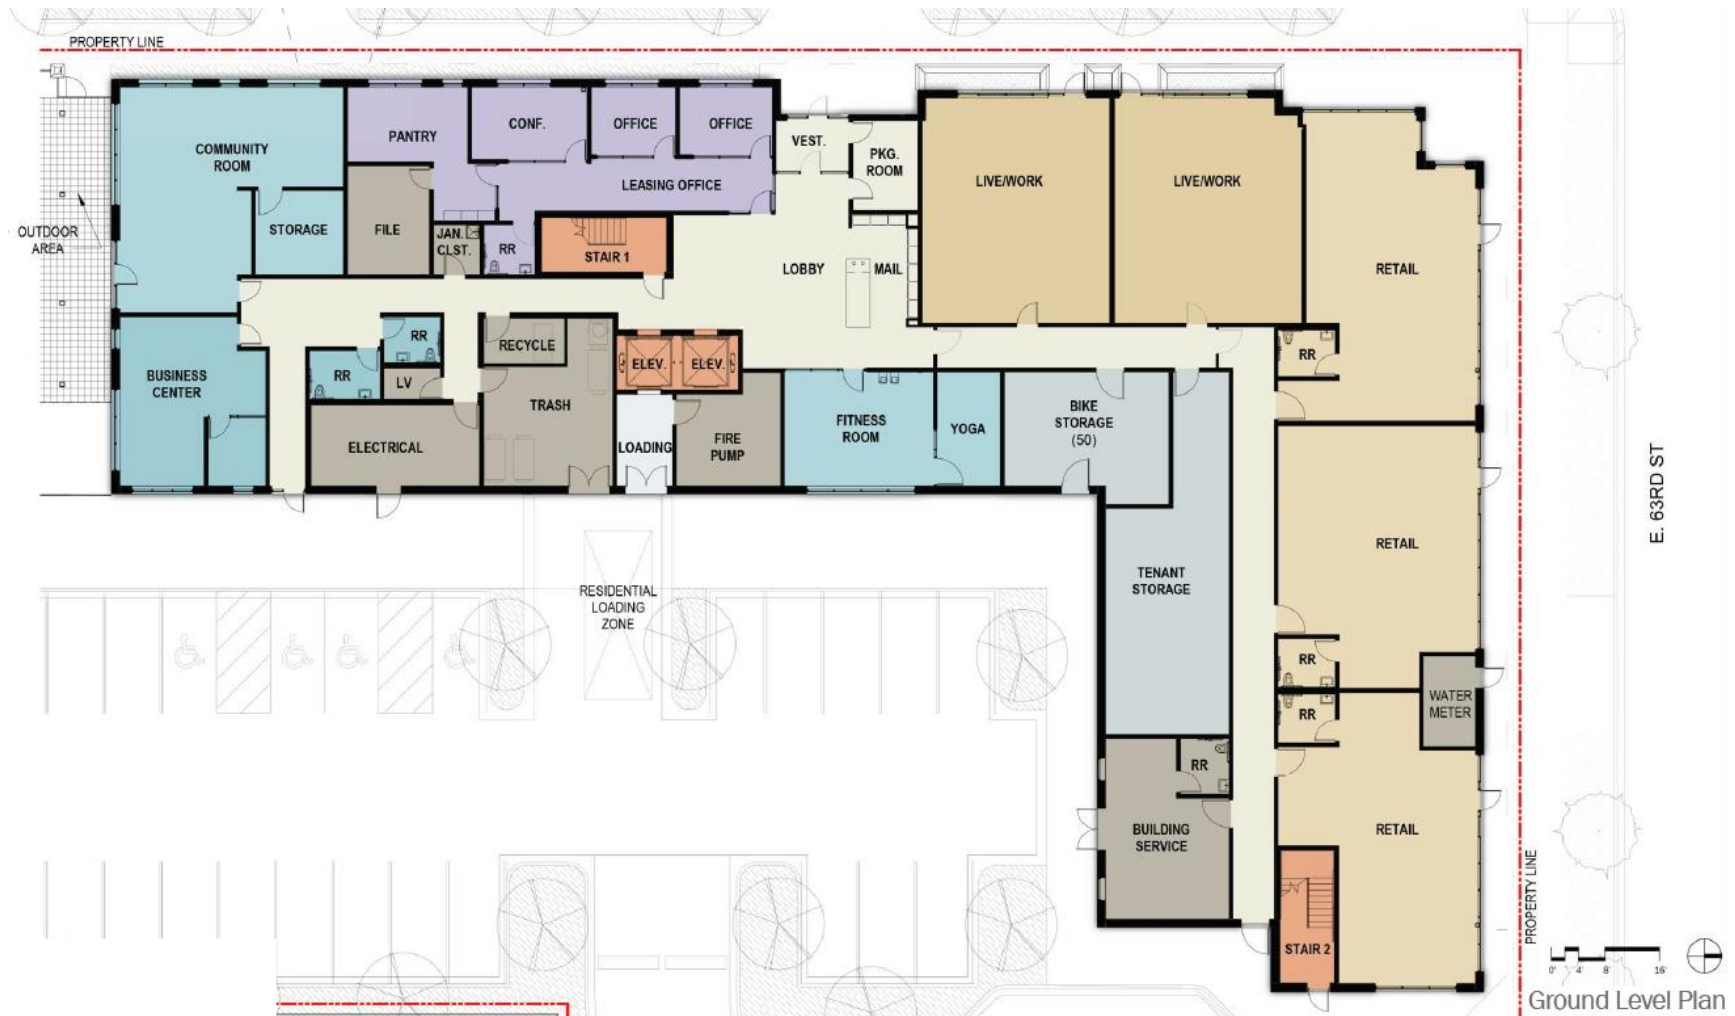 PROPERTY LINE
COMMUNITY
ROOM
PANTRY
CONF.
OFFICE
OFFICE
VEST.
PKG.
ROOM
LIVE/WORK
LIVE/WORK
LEASING OFFICE
OUTDOOR
AREA
STORAGE
FILE
JAN.
CLST.
RR
STAIR 1
LOBBY
MAIL
RETAIL
BUSINESS
CENTER
RR
RR
LV
RECYCLE
TRASH
ELEV.
ELEV.
RR
ELECTRICAL
LOADING
FIRE
PUMP
FITNESS
ROOM
YOGA
BIKE
STORAGE
(50)
RETAIL
E. 63RD ST
RESIDENTIAL
LOADING
ZONE
TENANT
STORAGE
RR
RR
WATER
METER
RR
BUILDING
SERVICE
RETAIL
STAIR 2
PROPERTY LINE
0' 4' 8' 16'
Ground Level Plan